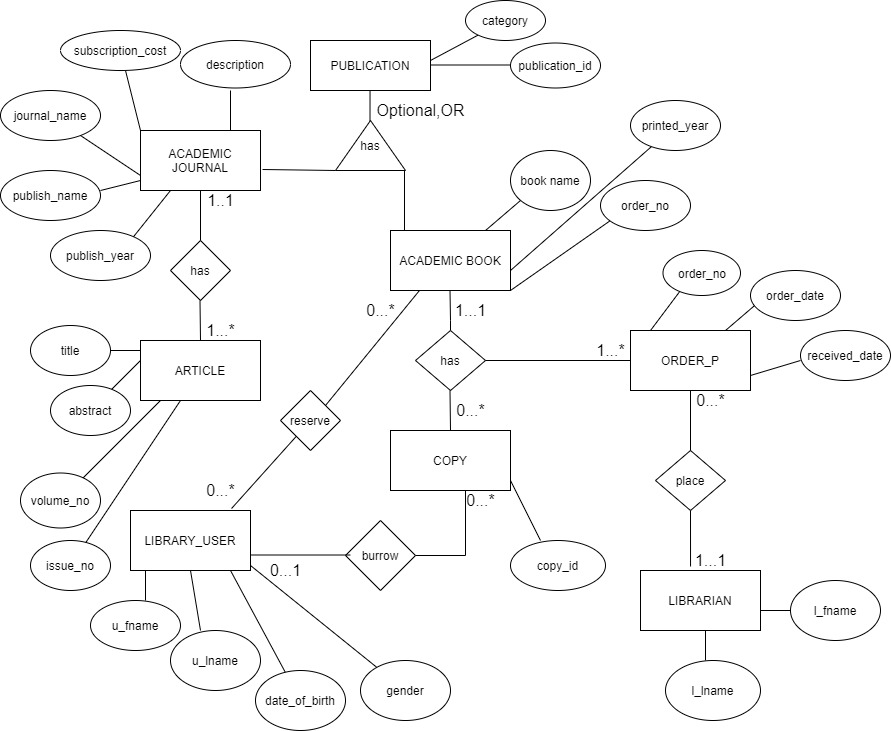 category
subscription_cost
description
PUBLICATION
publication_id
Optional,OR
journal_name
printed_year
has
ACADEMIC
JOURNAL
book name
publish_name
1..1
order_no
publish_year
has
ACADEMIC BOOK
order_no
order_date
0...*
1...1
1...*
title
ARTICLE
has
1...*
ORDER_P
received_date
abstract
0...*
0...*
reserve
COPY
place
0...*
volume_no
0...*
LIBRARY_USER
burrow
issue_no
0...1
copy_id
1...1
LIBRARIAN
l_fname
u_fname
u_lname
date_of_birth
gender
l_lname